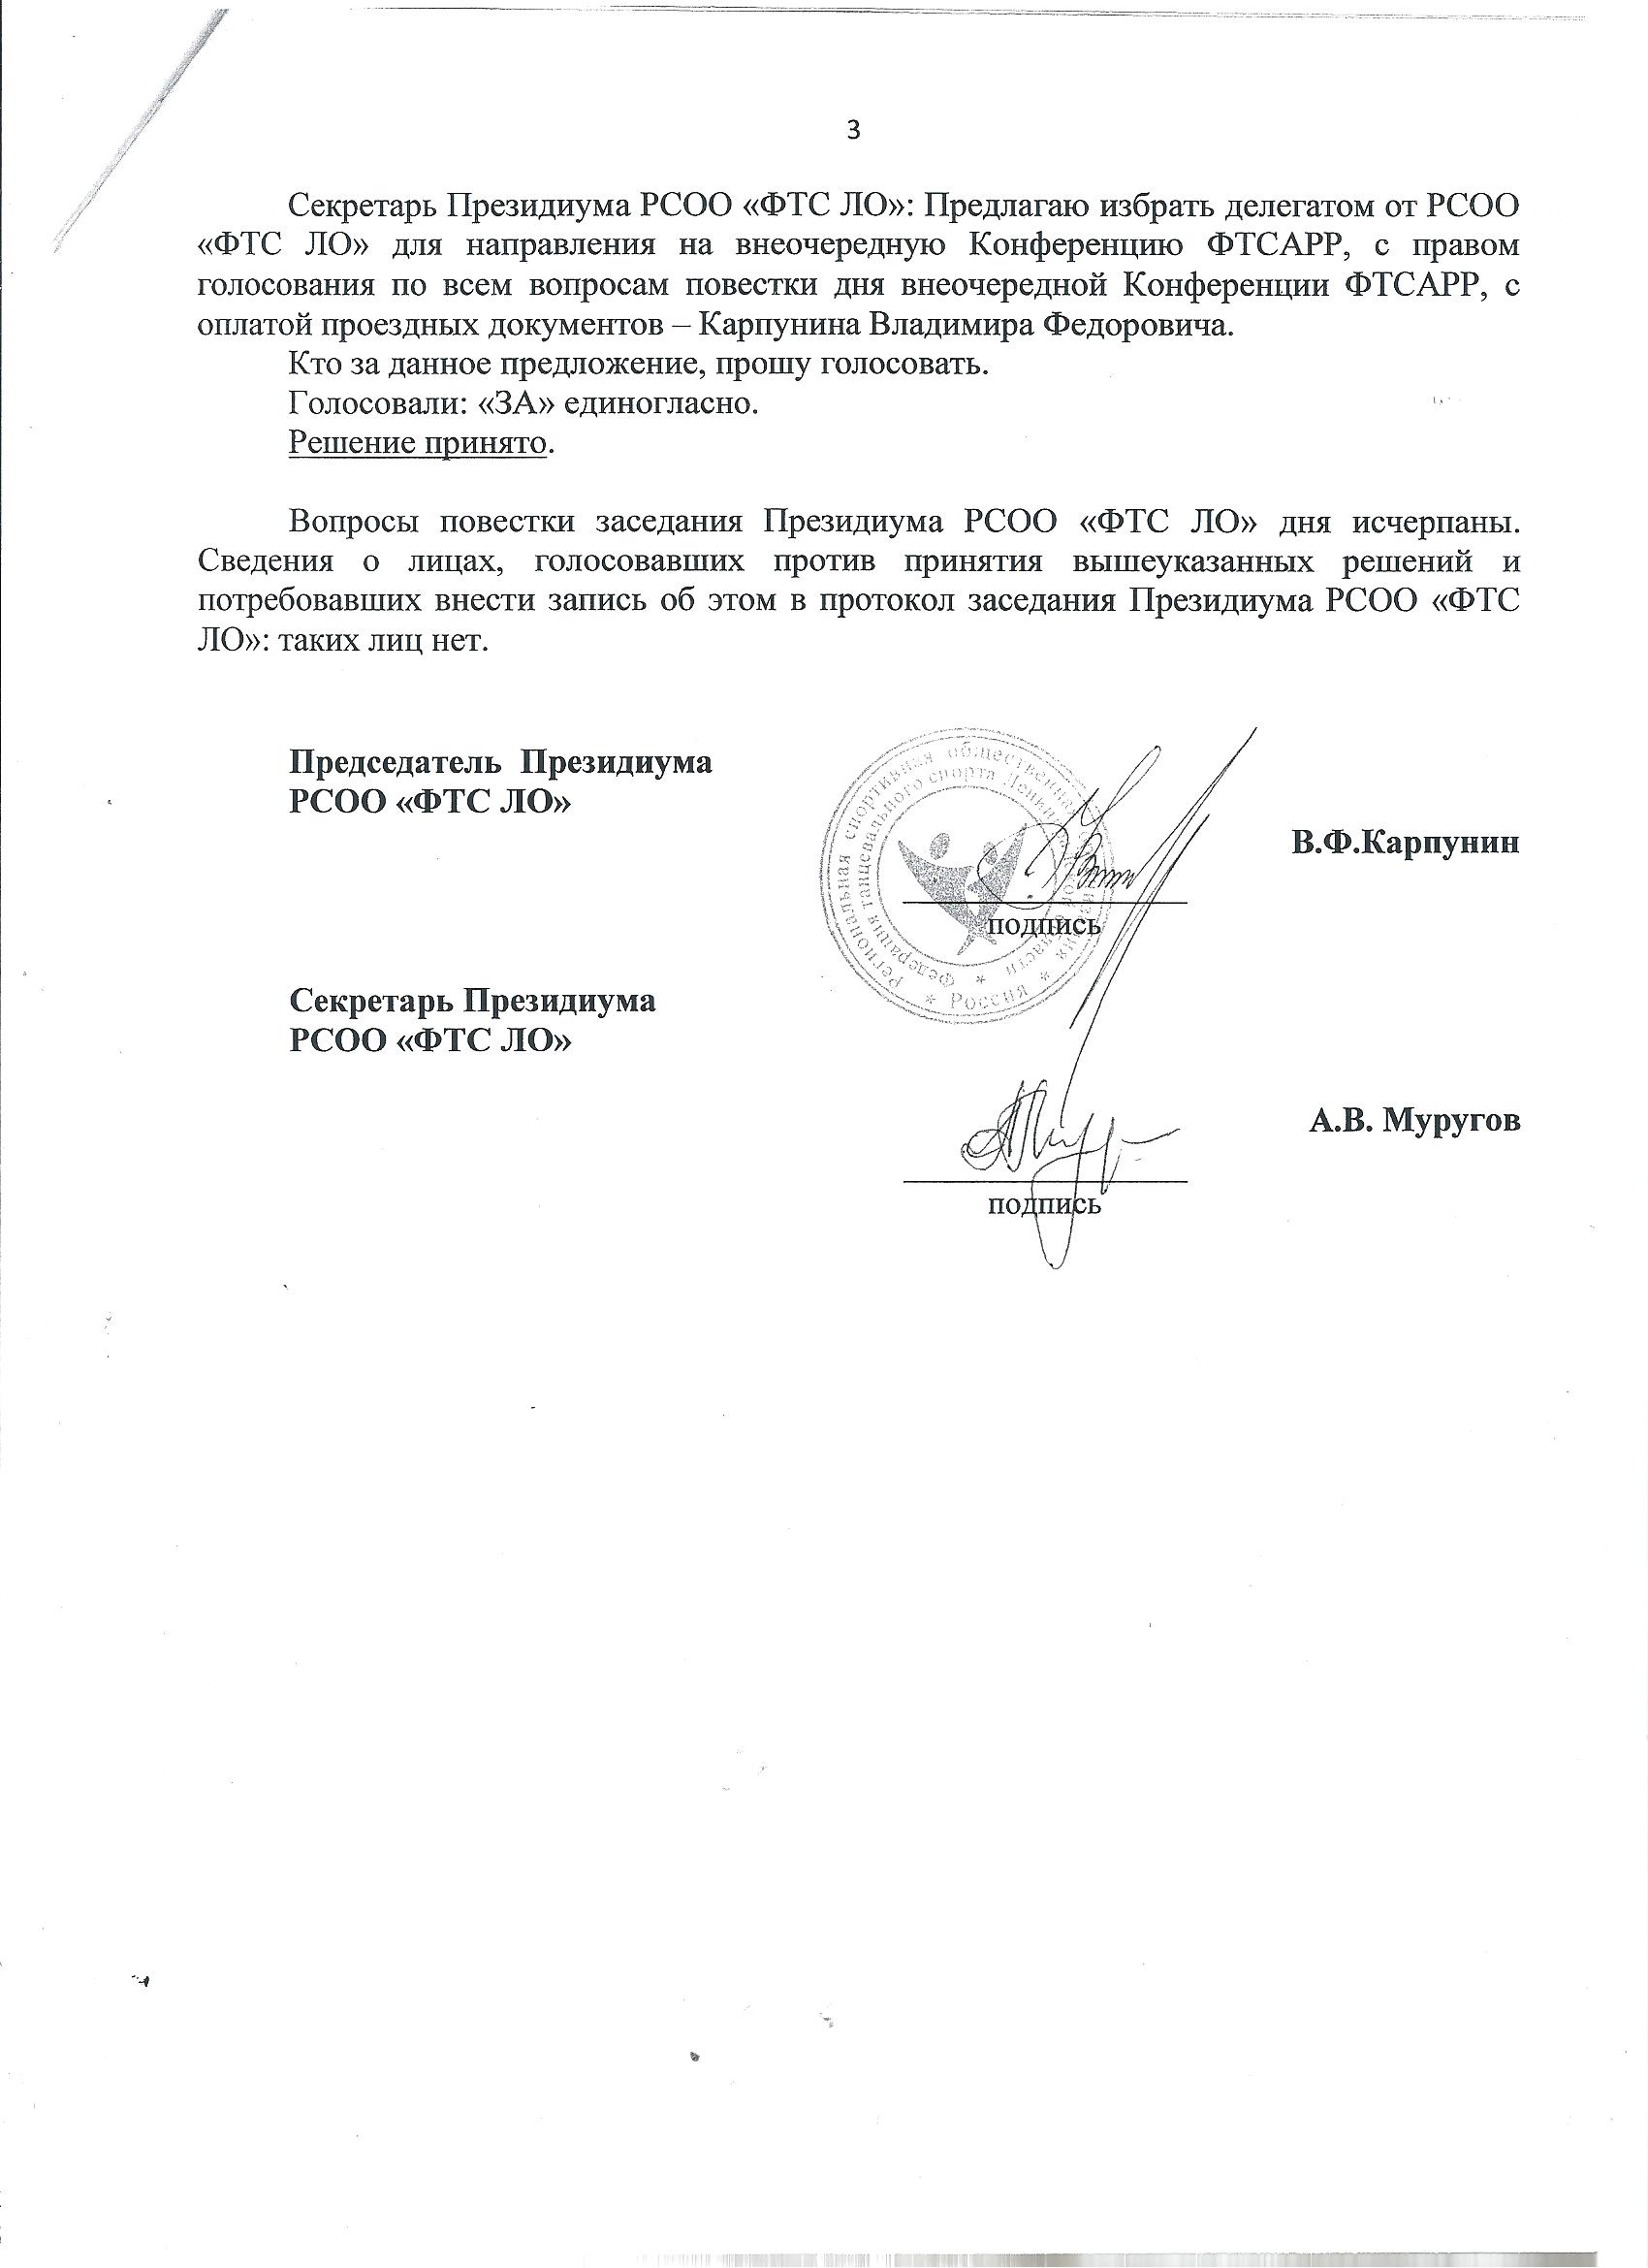 3
Секретарь Президиума РСОО «ФТС ЛО»: Предлагаю избрать делегатом от РСОО
«ФТС ЛО» для направления на внеочередную Конференцию ФТСАРР, с правом
голосования по всем вопросам повестки дня внеочередной Конференции ФТСАРР, с
оплатой проездных документов – Карпунина Владимира Федоровича.
Кто за данное предложение, прошу голосовать.
Голосовали: «ЗА» единогласно.
Решение принято.
Вопросы повестки заседания Президиума РСОО «ФТС ЛО» дня исчерпаны.
Сведения о лицах, голосовавших против принятия вышеуказанных решений и
потребовавших внести запись об этом в протокол заседания Президиума РСОО «ФТС
ЛО»: таких лиц нет.
Председатель Президиума
РСОО «ФТС ЛО»
В.Ф.Карпунин
подпись
Региональная спортивная общественная
Федерация танцевального спорта
* Россия *
Секретарь Президиума
РСОО «ФТС ЛО»
А.В. Муругов
подпись